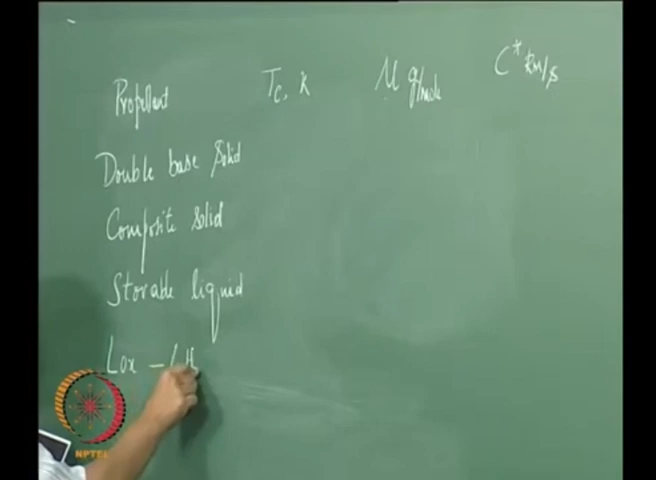 Propellant Tc, K M g/mole C* km/s
Double base Solid
Composite Solid
Storable liquid
Lox - LH
NPTEL